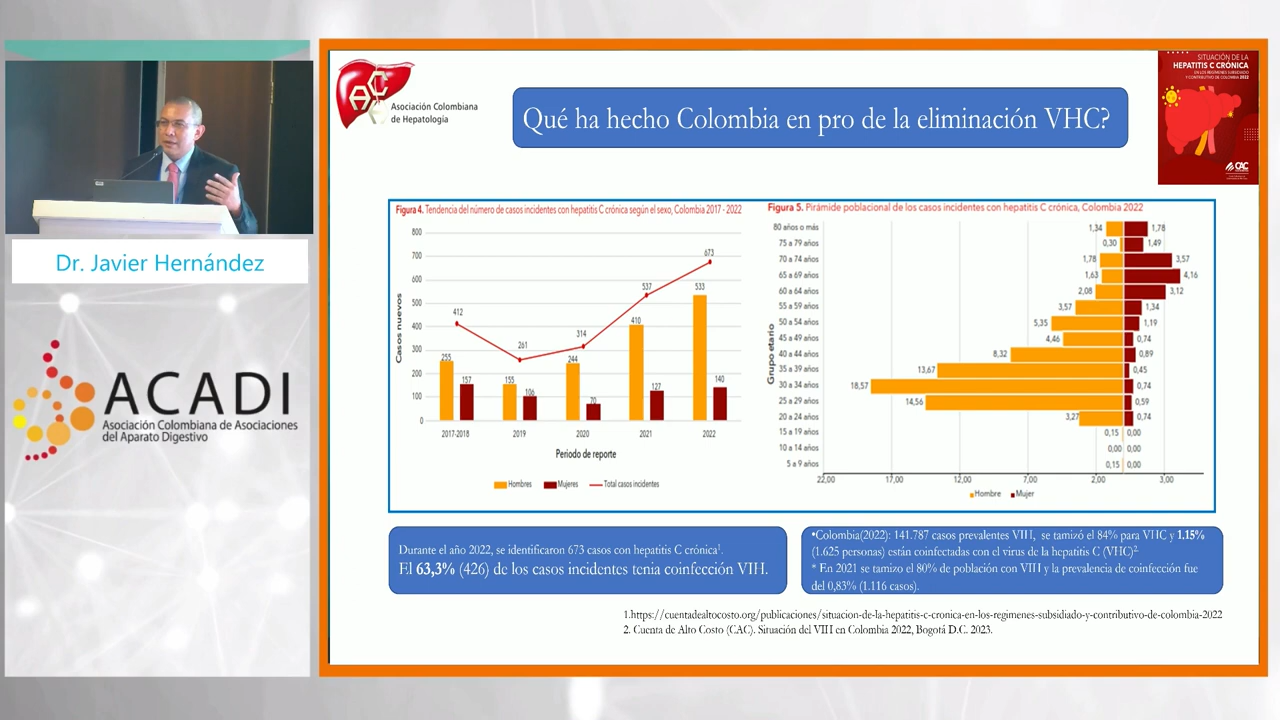 Dr. Javier Hernández
ACADI
Asociación Colombiana de Asociaciones
del Aparato Digestivo
ACH
Asociación Colombiana
de Hepatología
Qué ha hecho Colombia en pro de la eliminación VHC?
SITUACIÓN DE LA
HEPATITIS C CRÓNICA
EN LOS REGÍMENES SUBSIDIADO
Y CONTRIBUTIVO DE COLOMBIA 2022
CAC
Figura 4. Tendencia del número de casos incidentes con hepatitis C crónica según el sexo, Colombia 2017 - 2022
Casos nuevos
800
700
600
500
400
300
200
100
0
412
261
314
537
673
255
157
155
106
244
70
410
127
533
140
2017-2018
2019
2020
2021
2022
Periodo de reporte
Hombres
Mujeres
Total casos incidentes
Figura 5. Pirámide poblacional de los casos incidentes con hepatitis C crónica, Colombia 2022
Grupo etario
80 años o más 1,34 1,78
75 a 79 años 0,30 1,49
70 a 74 años 1,78 3,57
65 a 69 años 1,63 4,16
60 a 64 años 2,08 3,12
55 a 59 años 3,57 1,34
50 a 54 años 5,35 1,19
45 a 49 años 4,46 0,74
40 a 44 años 8,32 0,89
35 a 39 años 13,67 0,45
30 a 34 años 18,57 0,74
25 a 29 años 14,56 0,59
20 a 24 años 3,27 0,74
15 a 19 años 0,15 0,00
10 a 14 años 0,00 0,00
5 a 9 años 0,15 0,00
22,00 17,00 12,00 7,00 2,00 3,00
Hombre
Mujer
Durante el año 2022, se identificaron 673 casos con hepatitis C crónica1.
El 63,3% (426) de los casos incidentes tenia coinfección VIH.
•Colombia(2022): 141.787 casos prevalentes VIH, se tamizó el 84% para VHC y 1.15%
(1.625 personas) están coinfectadas con el virus de la hepatitis C (VHC)2.
* En 2021 se tamizo el 80% de población con VIH y la prevalencia de coinfección fue
del 0,83% (1.116 casos).
1.https://cuentadealtocosto.org/publicaciones/situacion-de-la-hepatitis-c-cronica-en-los-regimenes-subsidiado-y-contributivo-de-colombia-2022
2. Cuenta de Alto Costo (CAC). Situación del VIH en Colombia 2022, Bogotá D.C. 2023.